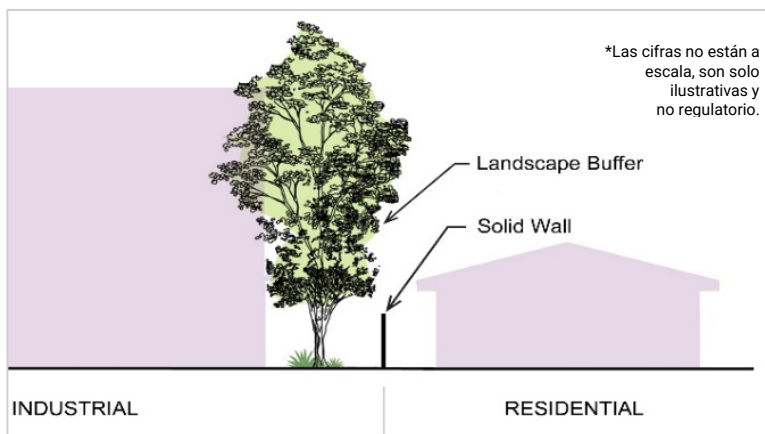 *Las cifras no están a
escala, son solo
ilustrativas y
no regulatorio.
Landscape Buffer
Solid Wall
INDUSTRIAL
RESIDENTIAL